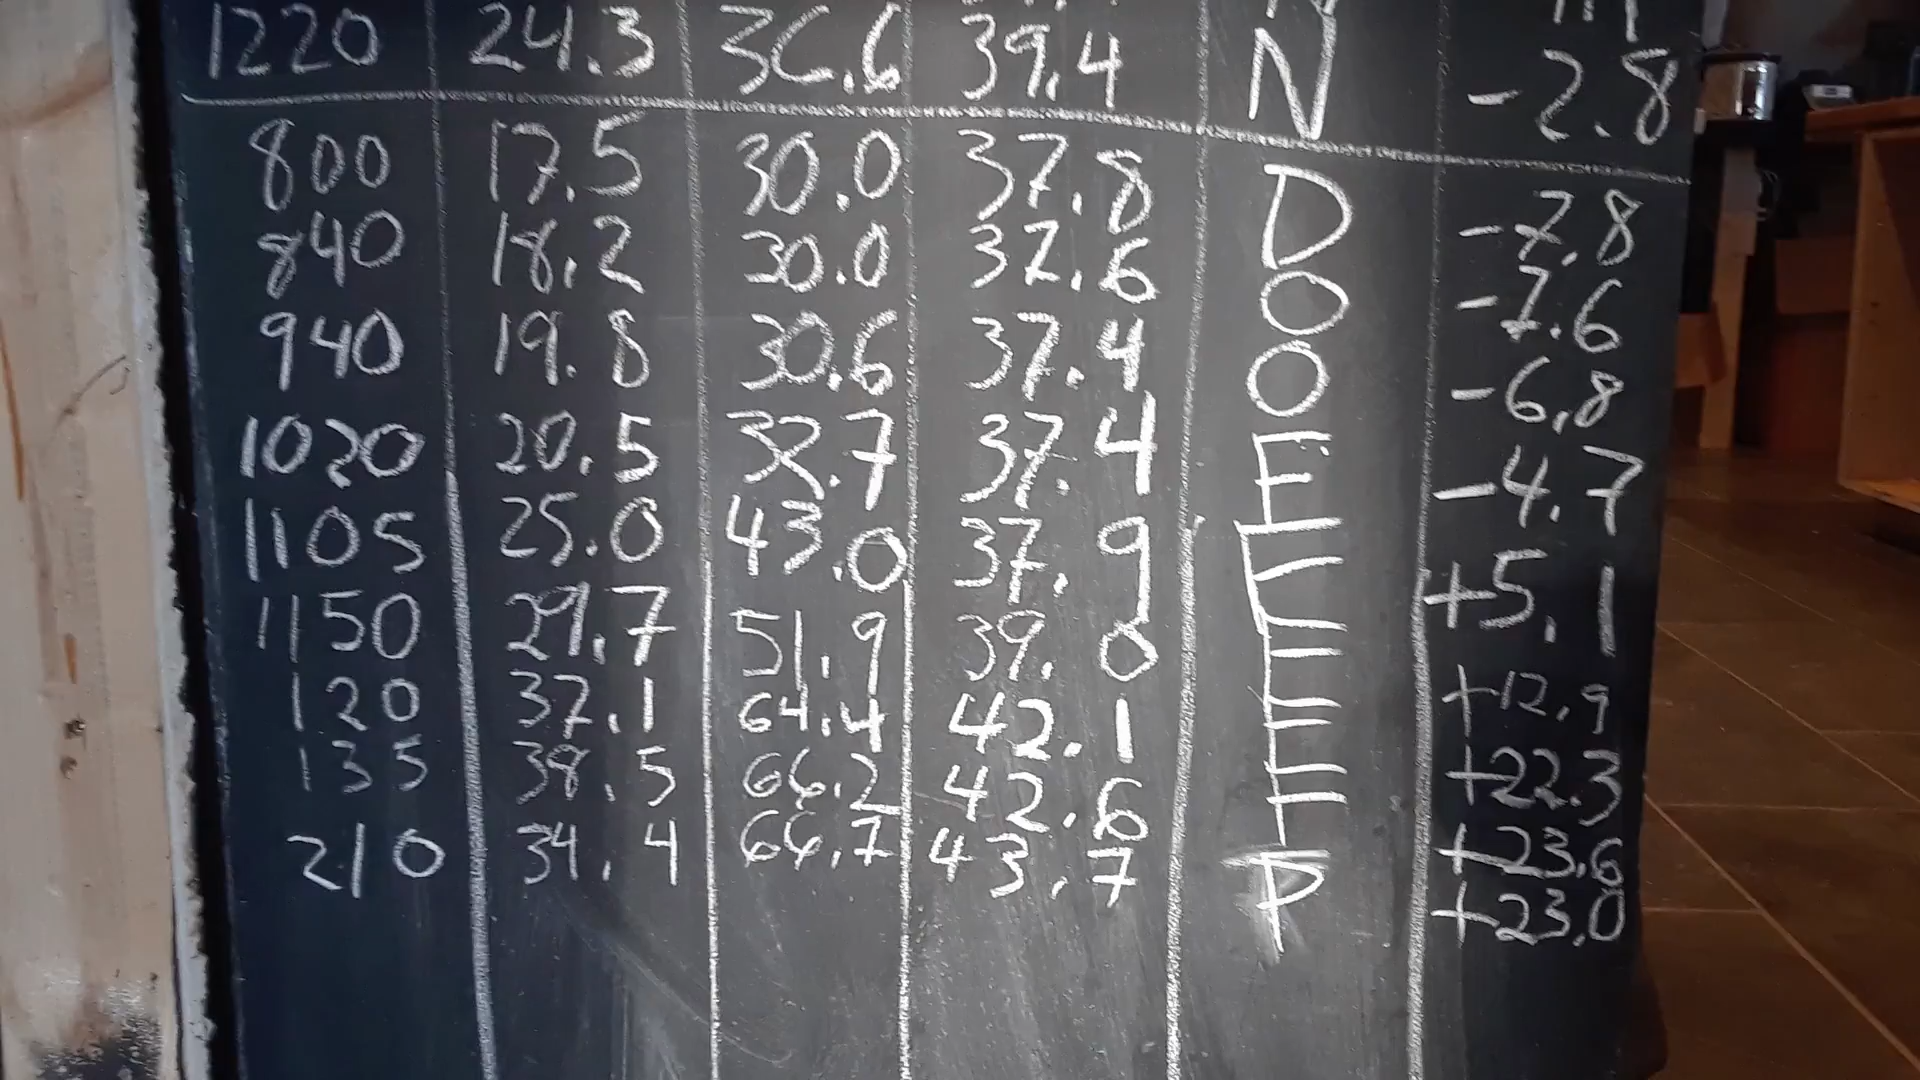 1220 24.3 36.6 39.4 N -2.8
800 17.5 30.0 37.8 D -7.8
840 18.2 30.0 37.6 O -7.6
940 19.8 30.6 37.4 O -6.8
1020 20.5 32.7 37.4 F -4.7
1105 25.0 43.0 37.9 F +5.1
1150 29.7 51.9 39.0 F +12.9
120 37.1 64.4 42.1 F +22.3
135 38.5 66.2 42.6 F +23.6
210 34.4 66.7 43.7 P +23.0